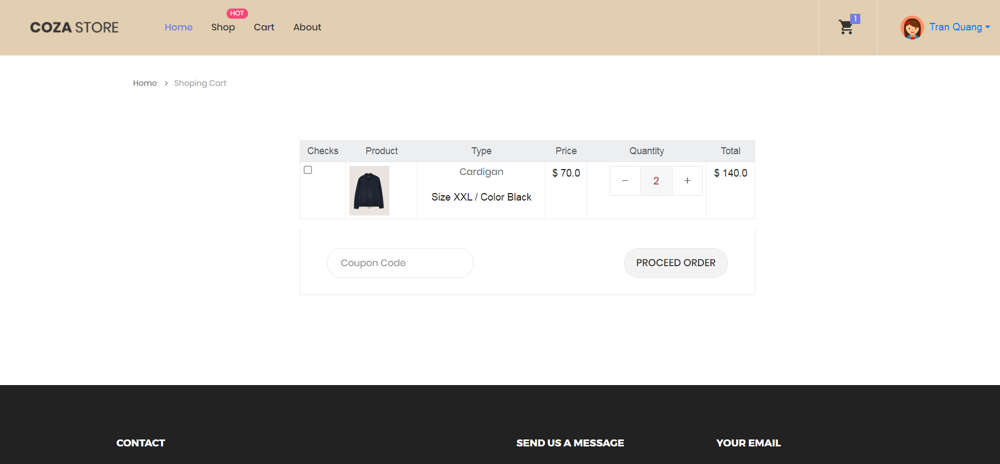 HOT
COZA STORE
Home Shop Cart About
1
Tran Quang
Home > Shoping Cart
Checks Product Type Price Quantity Total
Cardigan
$ 70.0 − 2 + $ 140.0
Size XXL / Color Black
Coupon Code PROCEED ORDER
CONTACT SEND US A MESSAGE YOUR EMAIL